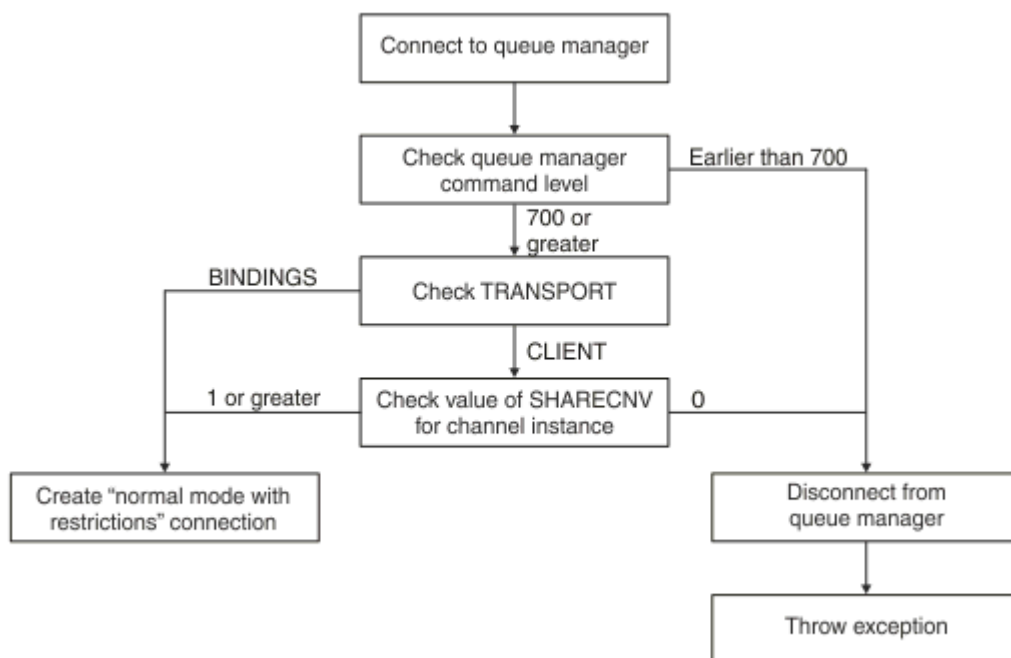 Connect to queue manager
Check queue manager
command level
Earlier than 700
700 or
greater
BINDINGS
Check TRANSPORT
CLIENT
1 or greater
Check value of SHARECNV
for channel instance
0
Create “normal mode with
restrictions” connection
Disconnect from
queue manager
Throw exception